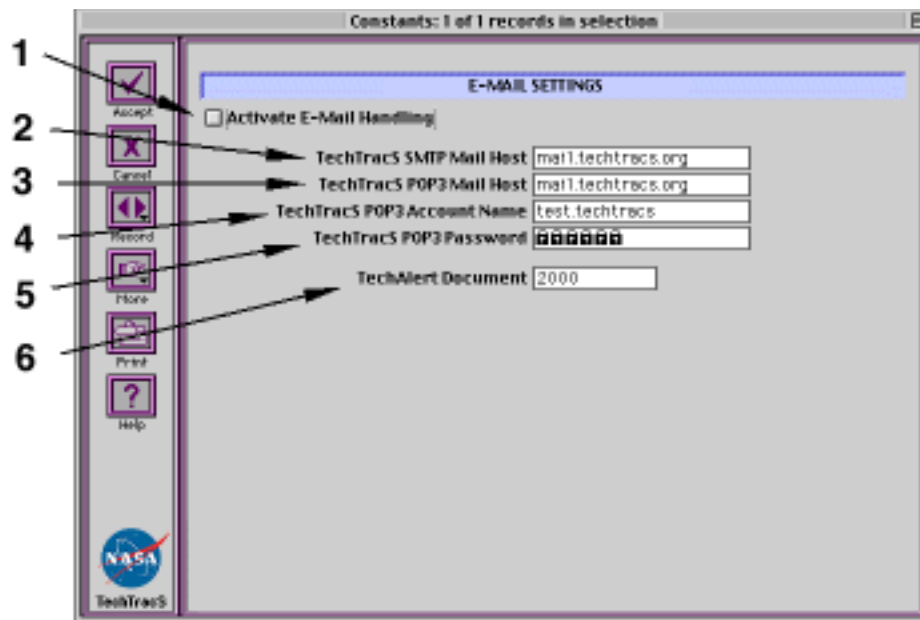 Constants: 1 of 1 records in selection
E-MAIL SETTINGS
1
Accept
Activate E-Mail Handling
2
TechTracS SMTP Mail Host mail.techtracs.org
Cancel
3
TechTracS POP3 Mail Host mail.techtracs.org
TechTracS POP3 Account Name test.techtracs
4
Record
TechTracS POP3 Password
5
TechAlert Document 2000
More
6
Print
?
Help
NASA
TechTracS